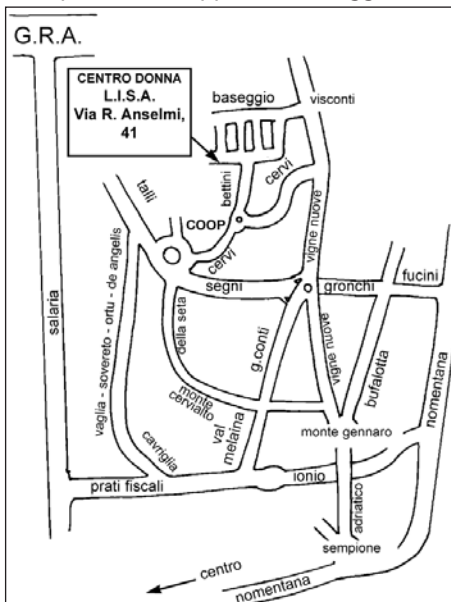 G.R.A.
CENTRO DONNA
L.I.S.A.
Via R. Anselmi,
41
baseggio
visconti
talli
bettini
cervi
COOP
cervi
vigne nuove
segni
gronchi
fucini
salaria
vaglia - sovereto - ortu - de angelis
della seta
g.conti
vigne nuove
bufalotta
nomentana
monte
cervialto
val
melaina
monte gennaro
cavriglia
prati fiscali
ionio
adriatico
sempione
centro
nomentana